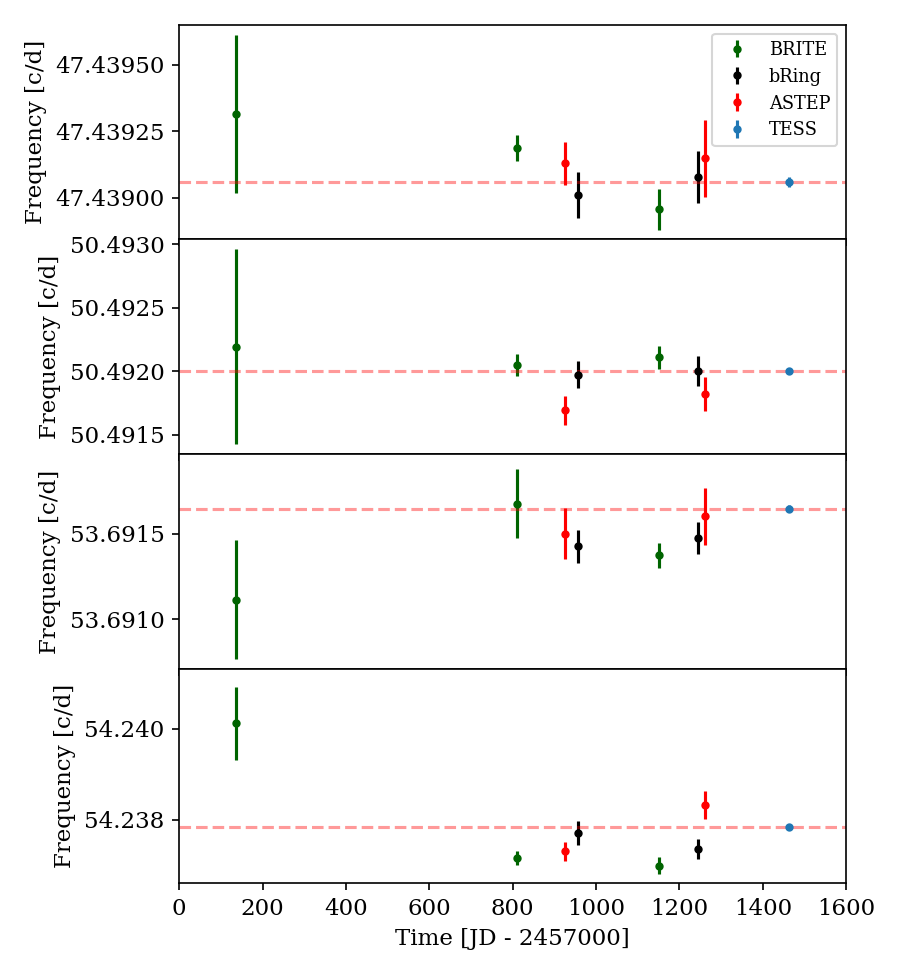 Frequency [c/d]
47.43950
47.43925
47.43900
BRITE
bRing
ASTEP
TESS
Frequency [c/d]
50.4930
50.4925
50.4920
50.4915
Frequency [c/d]
53.6915
53.6910
Frequency [c/d]
54.240
54.238
0 200 400 600 800 1000 1200 1400 1600
Time [JD - 2457000]